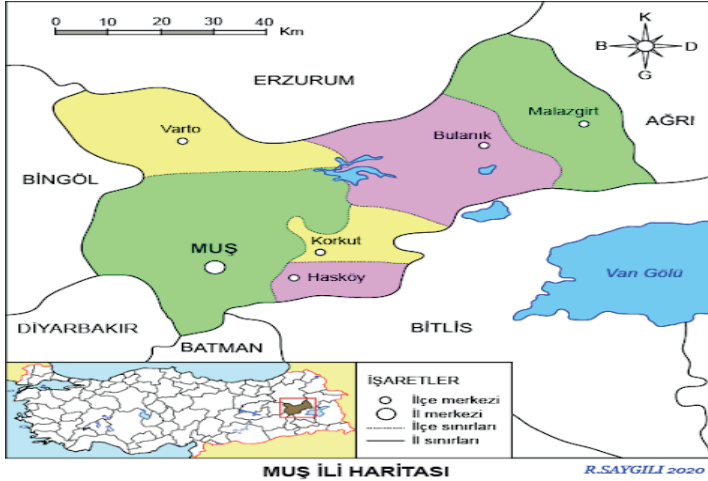 0 10 20 30 40
Km
K
B D
G
ERZURUM
Malazgirt
Varto
Bulanık
AĞRI
BİNGÖL
MUŞ
Korkut
Hasköy
Van Gölü
DİYARBAKIR
BİTLİS
BATMAN
İŞARETLER
İlçe merkezi
İl merkezi
İlçe sınırları
İl sınırları
MUŞ İLİ HARİTASI
R.SAYGILI 2020